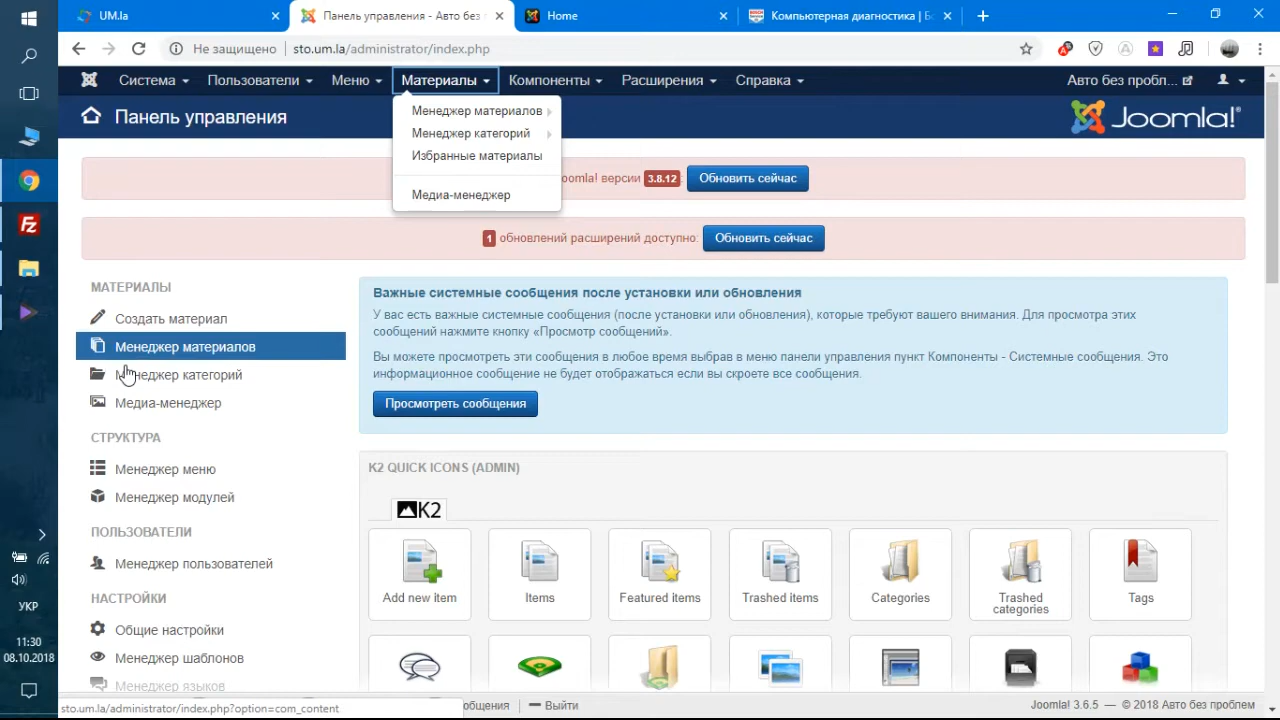 UM.la
Панель управления - Авто без
Home
Компьютерная диагностика | Бо
Не защищено
sto.um.la/administrator/index.php
Система
Пользователи
Меню
Материалы
Компоненты
Расширения
Справка
Авто без пробл...
Панель управления
Joomla!
Менеджер материалов
Менеджер категорий
Избранные материалы
Медиа-менеджер
версии 3.8.12 Обновить сейчас
1 обновлений расширений доступно: Обновить сейчас
МАТЕРИАЛЫ
Создать материал
Менеджер материалов
Медиа-менеджер
СТРУКТУРА
Менеджер меню
Менеджер модулей
ПОЛЬЗОВАТЕЛИ
Менеджер пользователей
НАСТРОЙКИ
Общие настройки
Менеджер шаблонов
Менеджер языков
Важные системные сообщения после установки или обновления
У вас есть важные системные сообщения (после установки или обновления), которые требуют вашего внимания. Для просмотра этих
сообщений нажмите кнопку «Просмотр сообщений».
Вы можете просмотреть эти сообщения в любое время выбрав в меню панели управления пункт Компоненты - Системные сообщения. Это
информационное сообщение не будет отображаться если вы скроете все сообщения.
Просмотреть сообщения
K2 QUICK ICONS (ADMIN)
K2
Add new item
Items
Featured items
Trashed items
Categories
Trashed
categories
Tags
УКР
11:30
08.10.2018
sto.um.la/administrator/index.php?option=com_content
Выйти
Joomla! 3.6.5 — © 2018 Авто без проблем